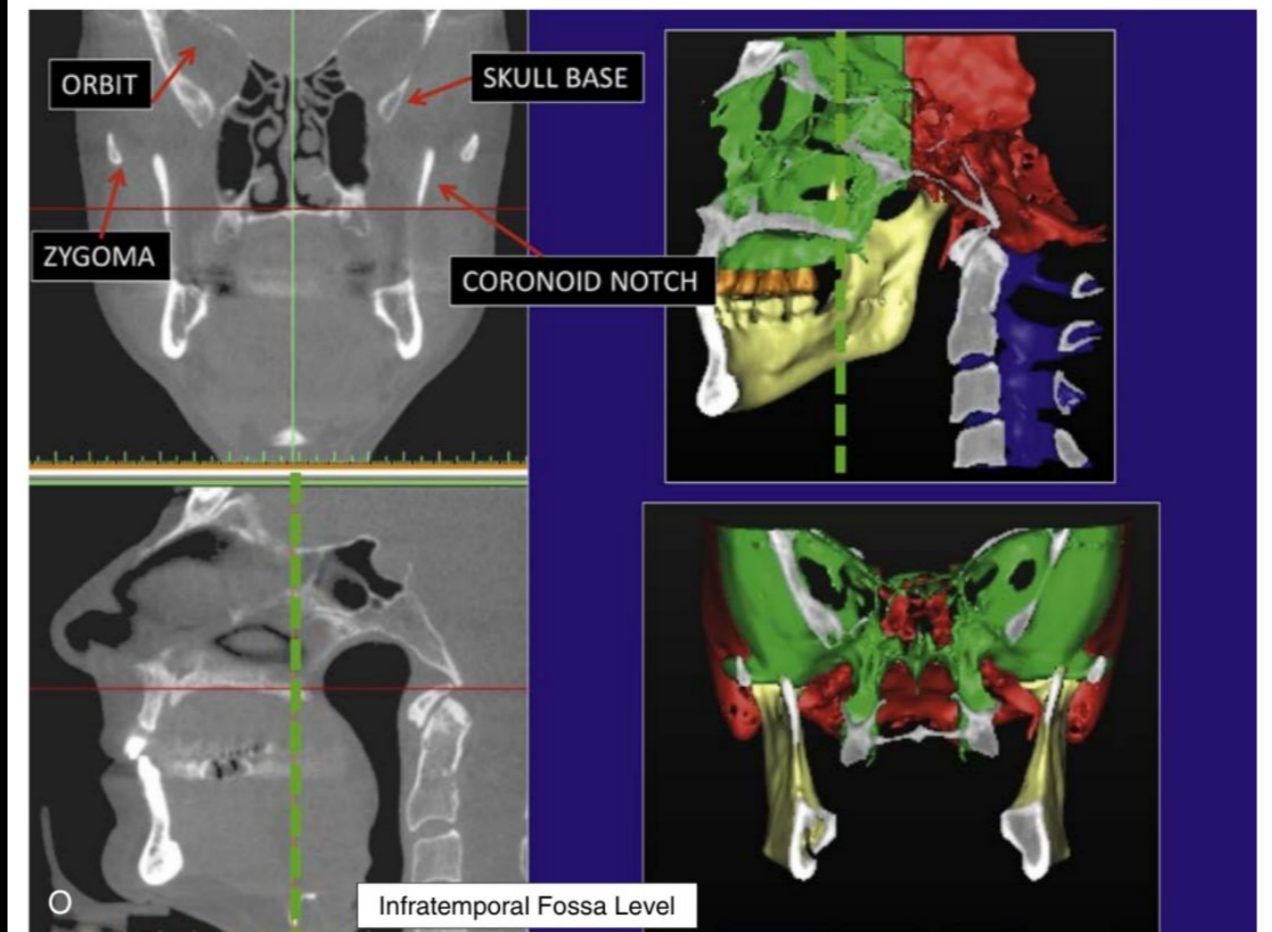 ORBIT
SKULL BASE
ZYGOMA
CORONOID NOTCH
O
Infratemporal Fossa Level